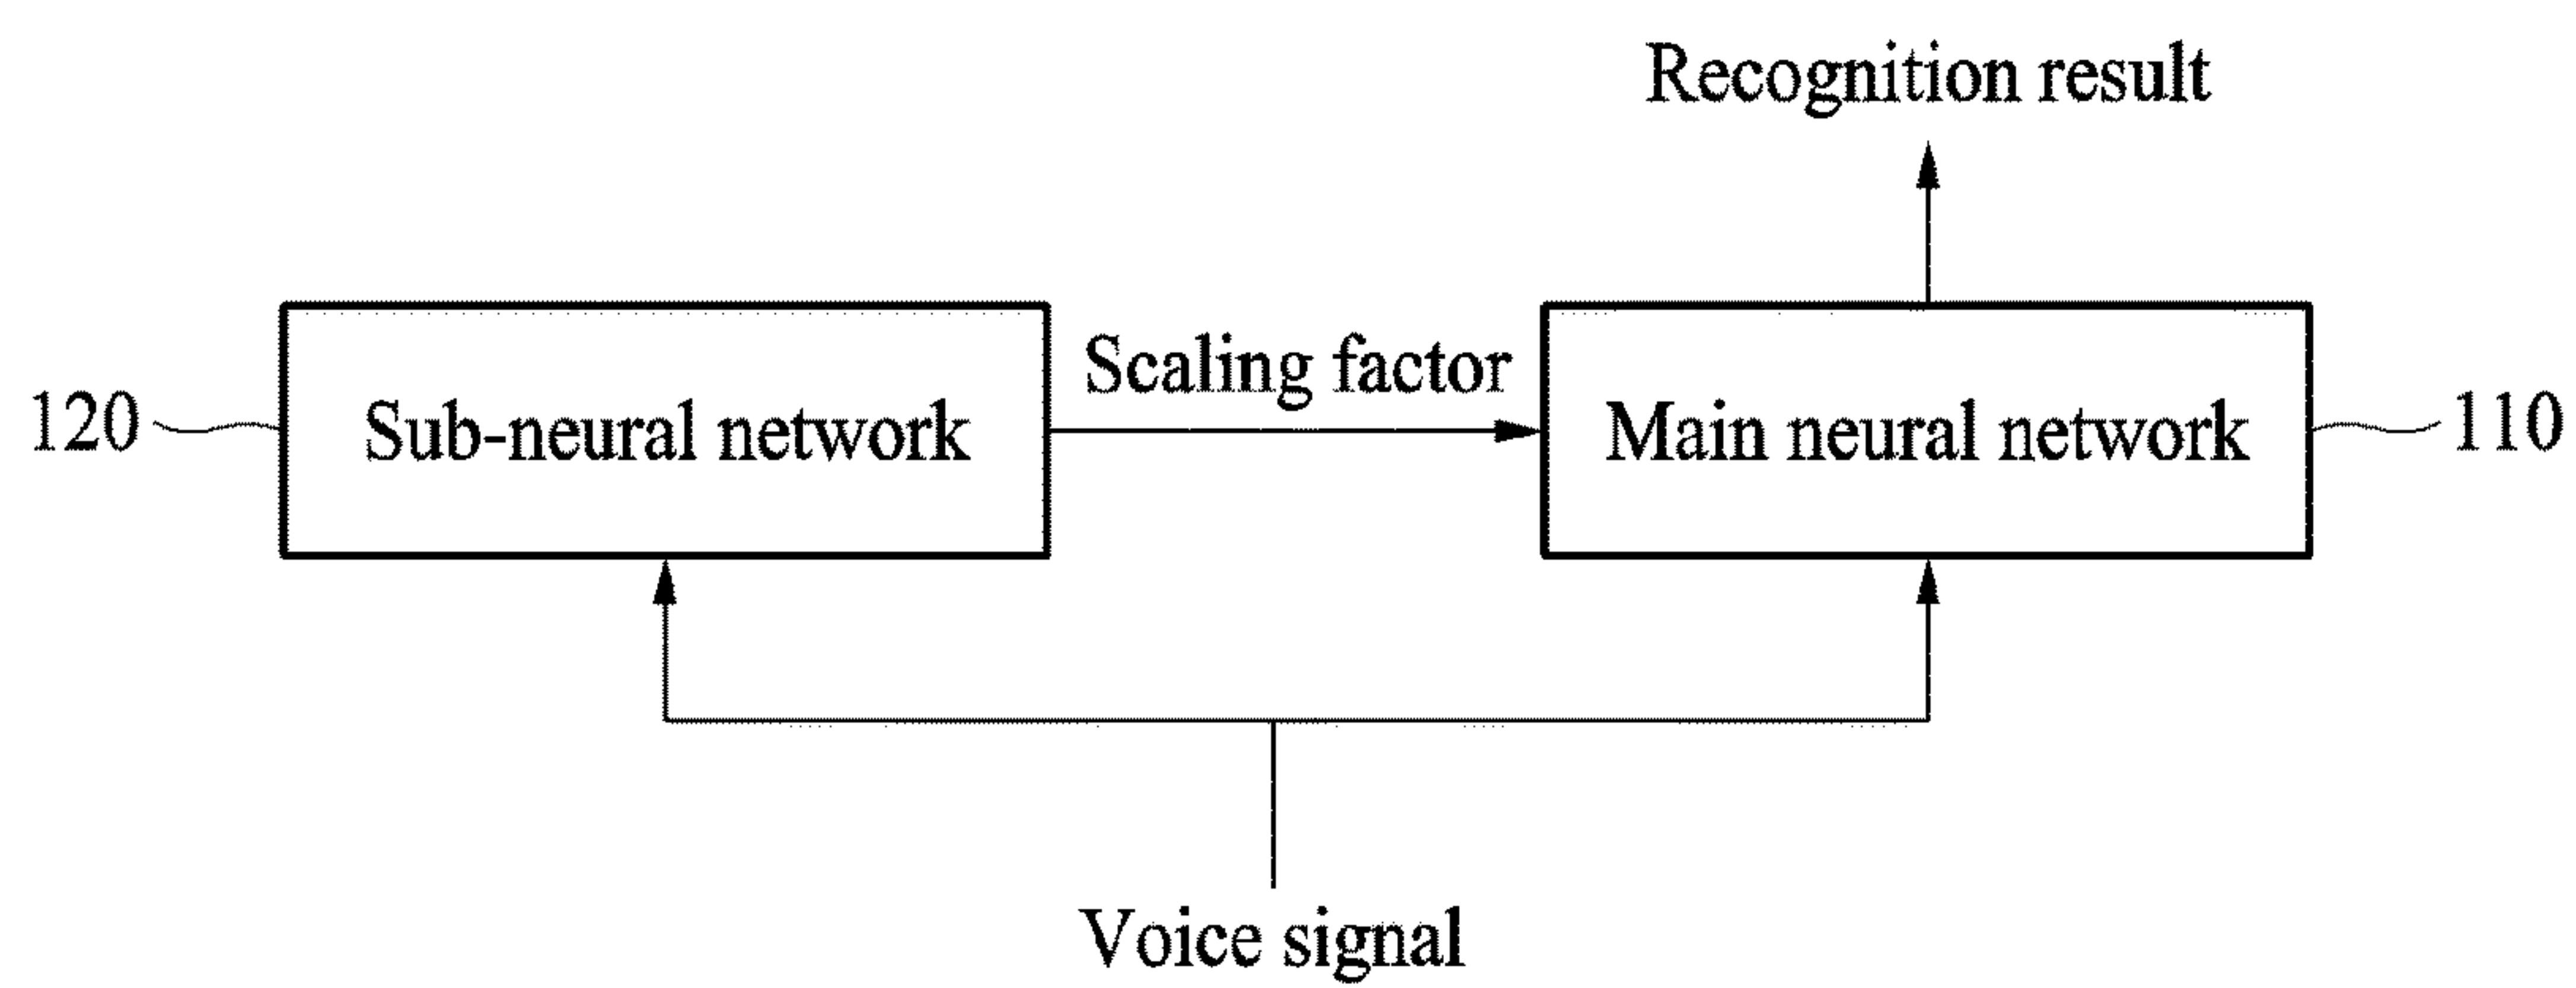 Recognition result
Scaling factor
120
Sub-neural network
Main neural network
110
Voice signal